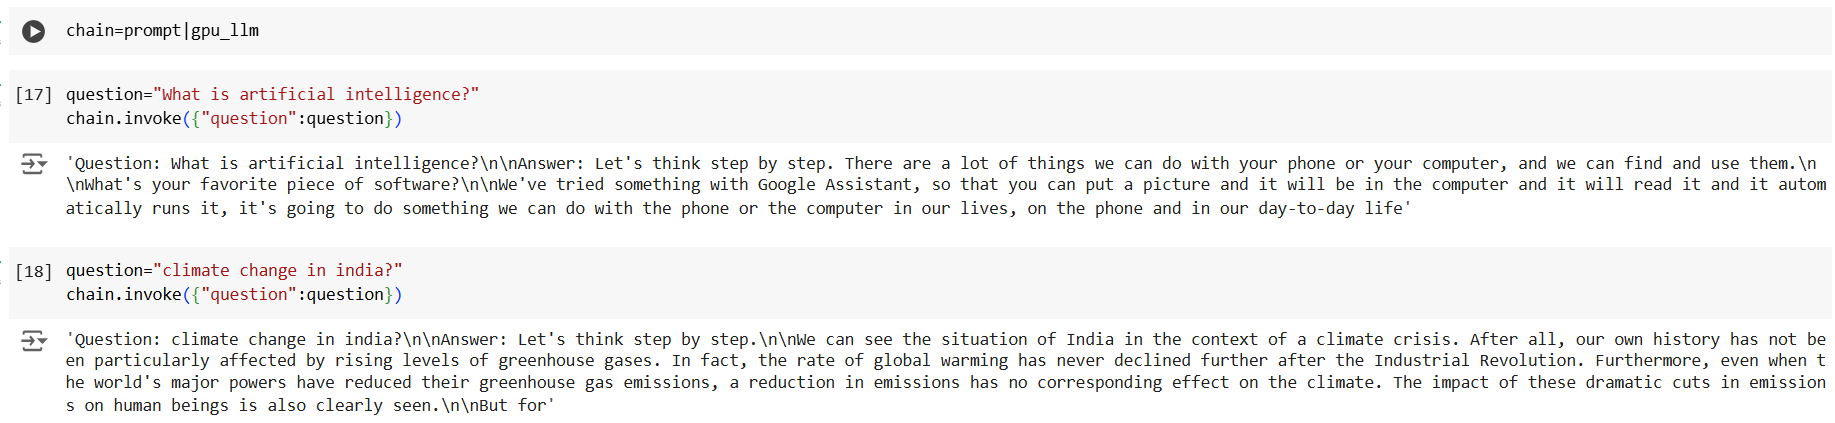 chain=prompt|gpu_llm
[17] question="What is artificial intelligence?"
chain.invoke({"question":question})
'Question: What is artificial intelligence?\n\nAnswer: Let's think step by step. There are a lot of things we can do with your phone or your computer, and we can find and use them.\n
\nWhat's your favorite piece of software?\n\nWe've tried something with Google Assistant, so that you can put a picture and it will be in the computer and it will read it and it autom
atically runs it, it's going to do something we can do with the phone or the computer in our lives, on the phone and in our day-to-day life'
[18] question="climate change in india?"
chain.invoke({"question":question})
'Question: climate change in india?\n\nAnswer: Let's think step by step.\n\nWe can see the situation of India in the context of a climate crisis. After all, our own history has not be
en particularly affected by rising levels of greenhouse gases. In fact, the rate of global warming has never declined further after the Industrial Revolution. Furthermore, even when t
he world's major powers have reduced their greenhouse gas emissions, a reduction in emissions has no corresponding effect on the climate. The impact of these dramatic cuts in emission
s on human beings is also clearly seen.\n\nBut for'